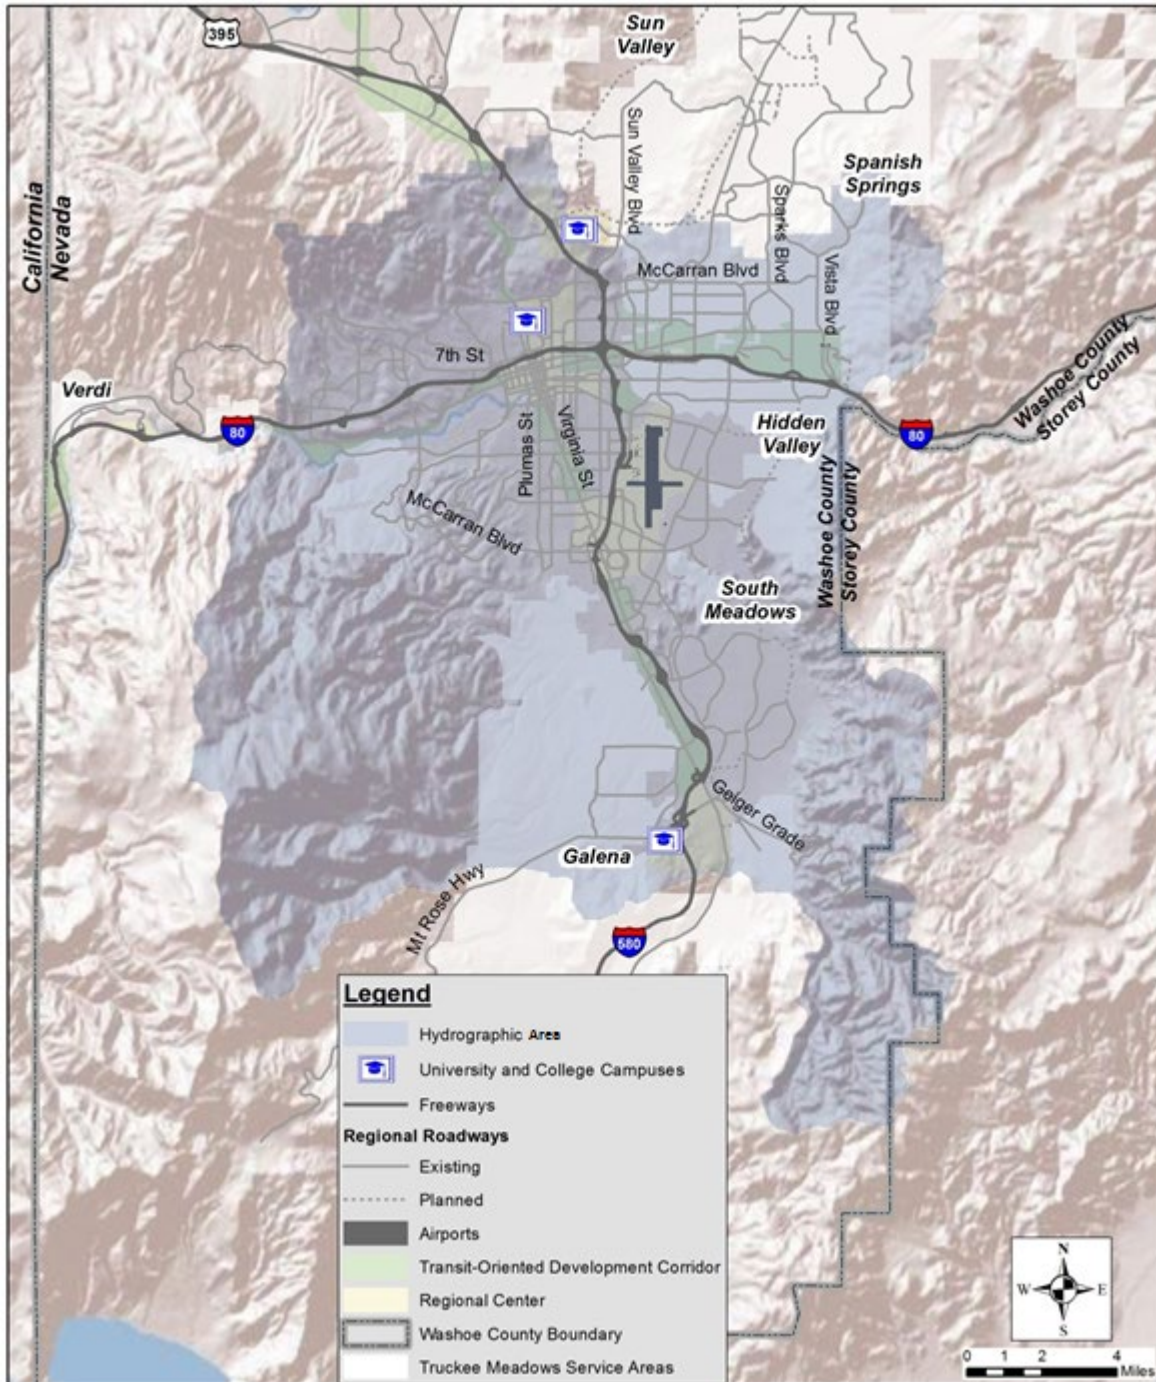 395
Sun
Valley
Sun Valley Blvd
Spanish
Springs
Sparks Blvd
California
Nevada
McCarran Blvd
Vista Blvd
7th St
Verdi
80
Washoe County
Storey County
Hidden
Valley
80
Plumas St
Virginia St
McCarran Blvd
Washoe County
Storey County
South
Meadows
Geiger Grade
Galena
Mt Rose Hwy
580
Legend
Hydrographic Area
University and College Campuses
Freeways
Regional Roadways
Existing
Planned
Airports
Transit-Oriented Development Corridor
Regional Center
Washoe County Boundary
Truckee Meadows Service Areas
N
W E
S
0 1 2 4
Miles